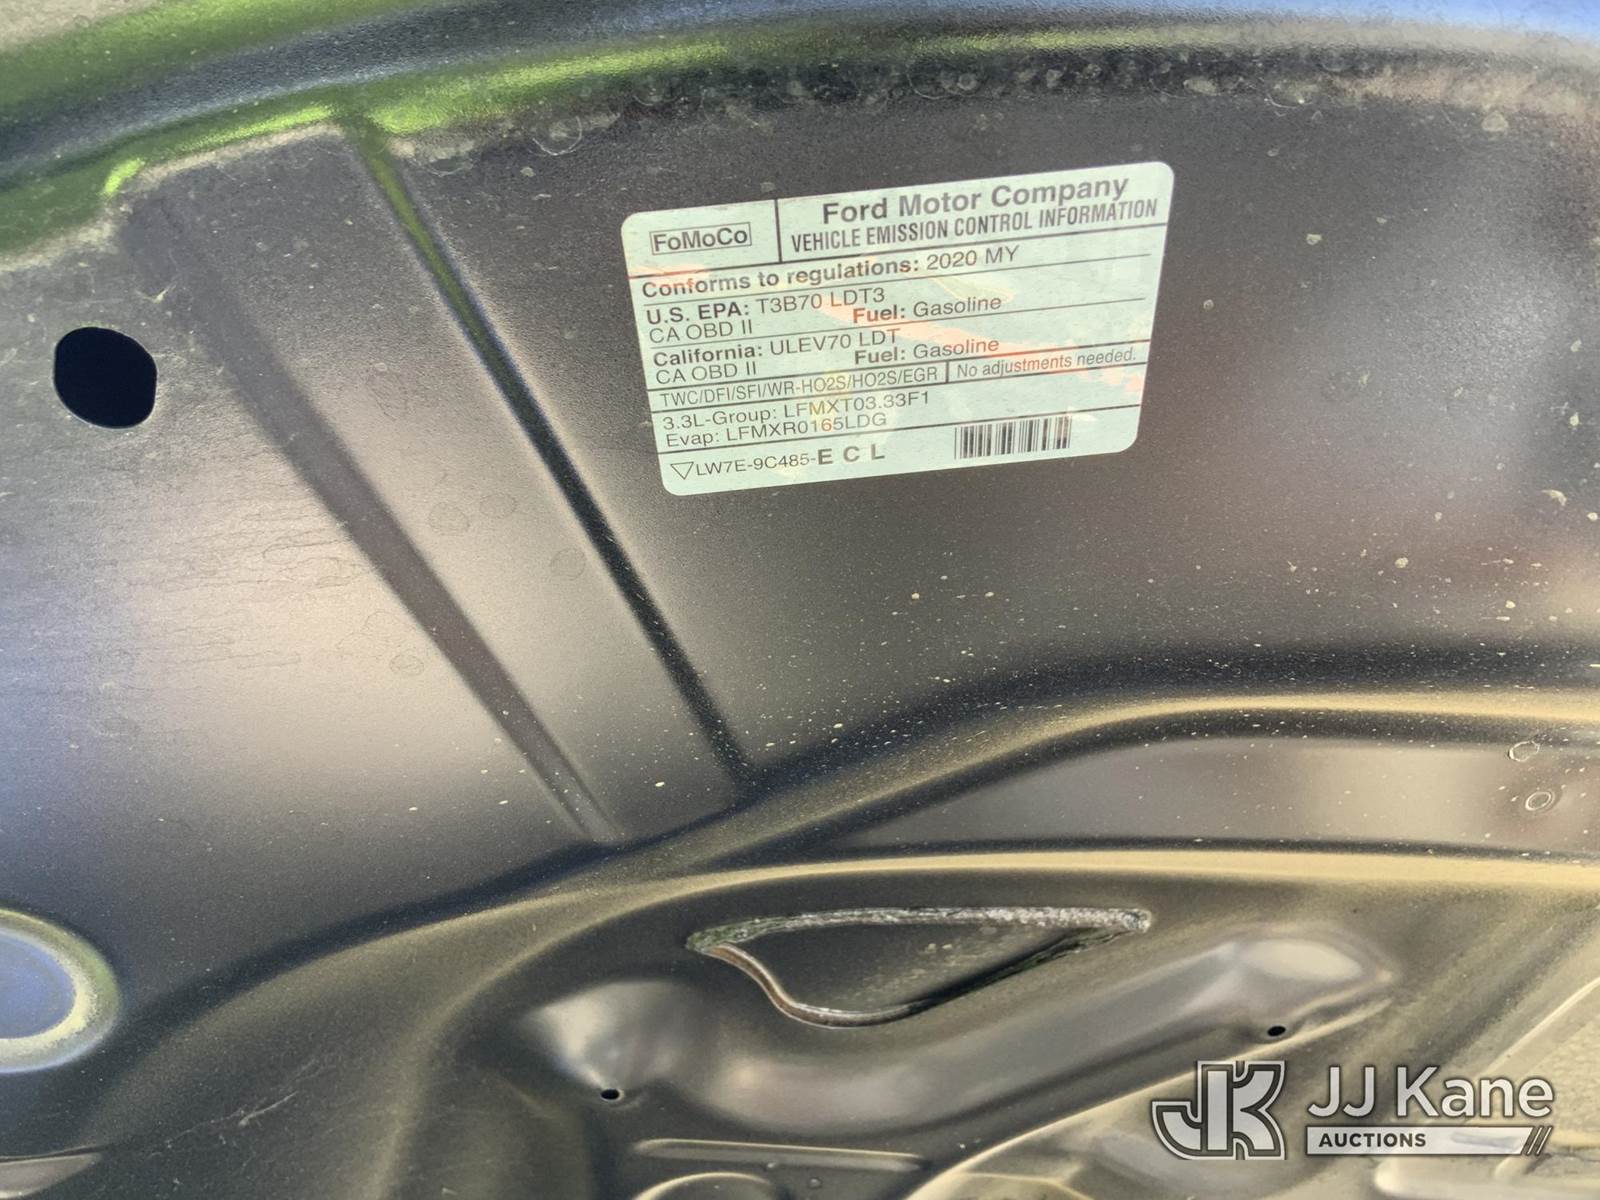 FoMoCo
Ford Motor Company
VEHICLE EMISSION CONTROL INFORMATION
Conforms to regulations: 2020 MY
U.S. EPA: T3B70 LDT3
CA OBD II Fuel: Gasoline
California: ULEV70 LDT
CA OBD II Fuel: Gasoline
TWC/DFI/SFI/WR-HO2S/HO2S/EGR No adjustments needed.
3.3L-Group: LFMXT03.33F1
Evap: LFMXR0165LDG
LW7E-9C485-E C L
JK JJ Kane
AUCTIONS